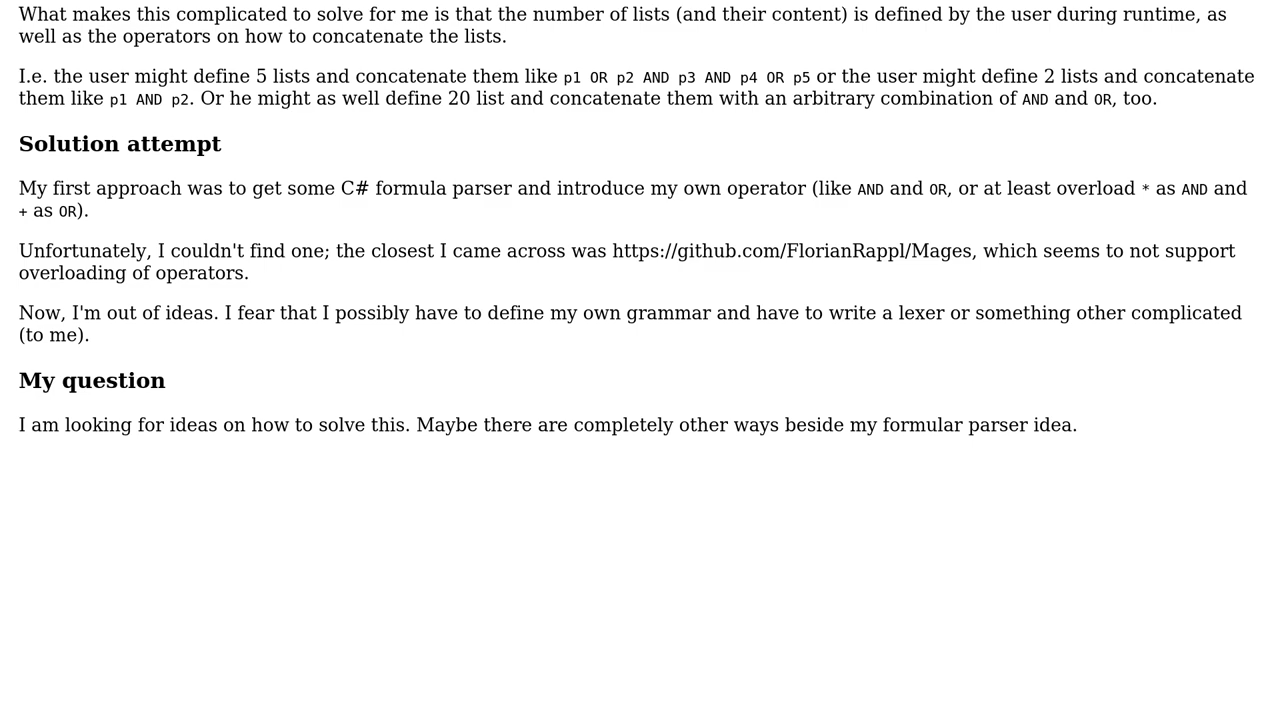 What makes this complicated to solve for me is that the number of lists (and their content) is defined by the user during runtime, as
well as the operators on how to concatenate the lists.
I.e. the user might define 5 lists and concatenate them like p1 OR p2 AND p3 AND p4 OR p5 or the user might define 2 lists and concatenate
them like p1 AND p2. Or he might as well define 20 list and concatenate them with an arbitrary combination of AND and OR, too.
Solution attempt
My first approach was to get some C# formula parser and introduce my own operator (like AND and OR, or at least overload * as AND and
+ as OR).
Unfortunately, I couldn't find one; the closest I came across was https://github.com/FlorianRappl/Mages, which seems to not support
overloading of operators.
Now, I'm out of ideas. I fear that I possibly have to define my own grammar and have to write a lexer or something other complicated
(to me).
My question
I am looking for ideas on how to solve this. Maybe there are completely other ways beside my formular parser idea.